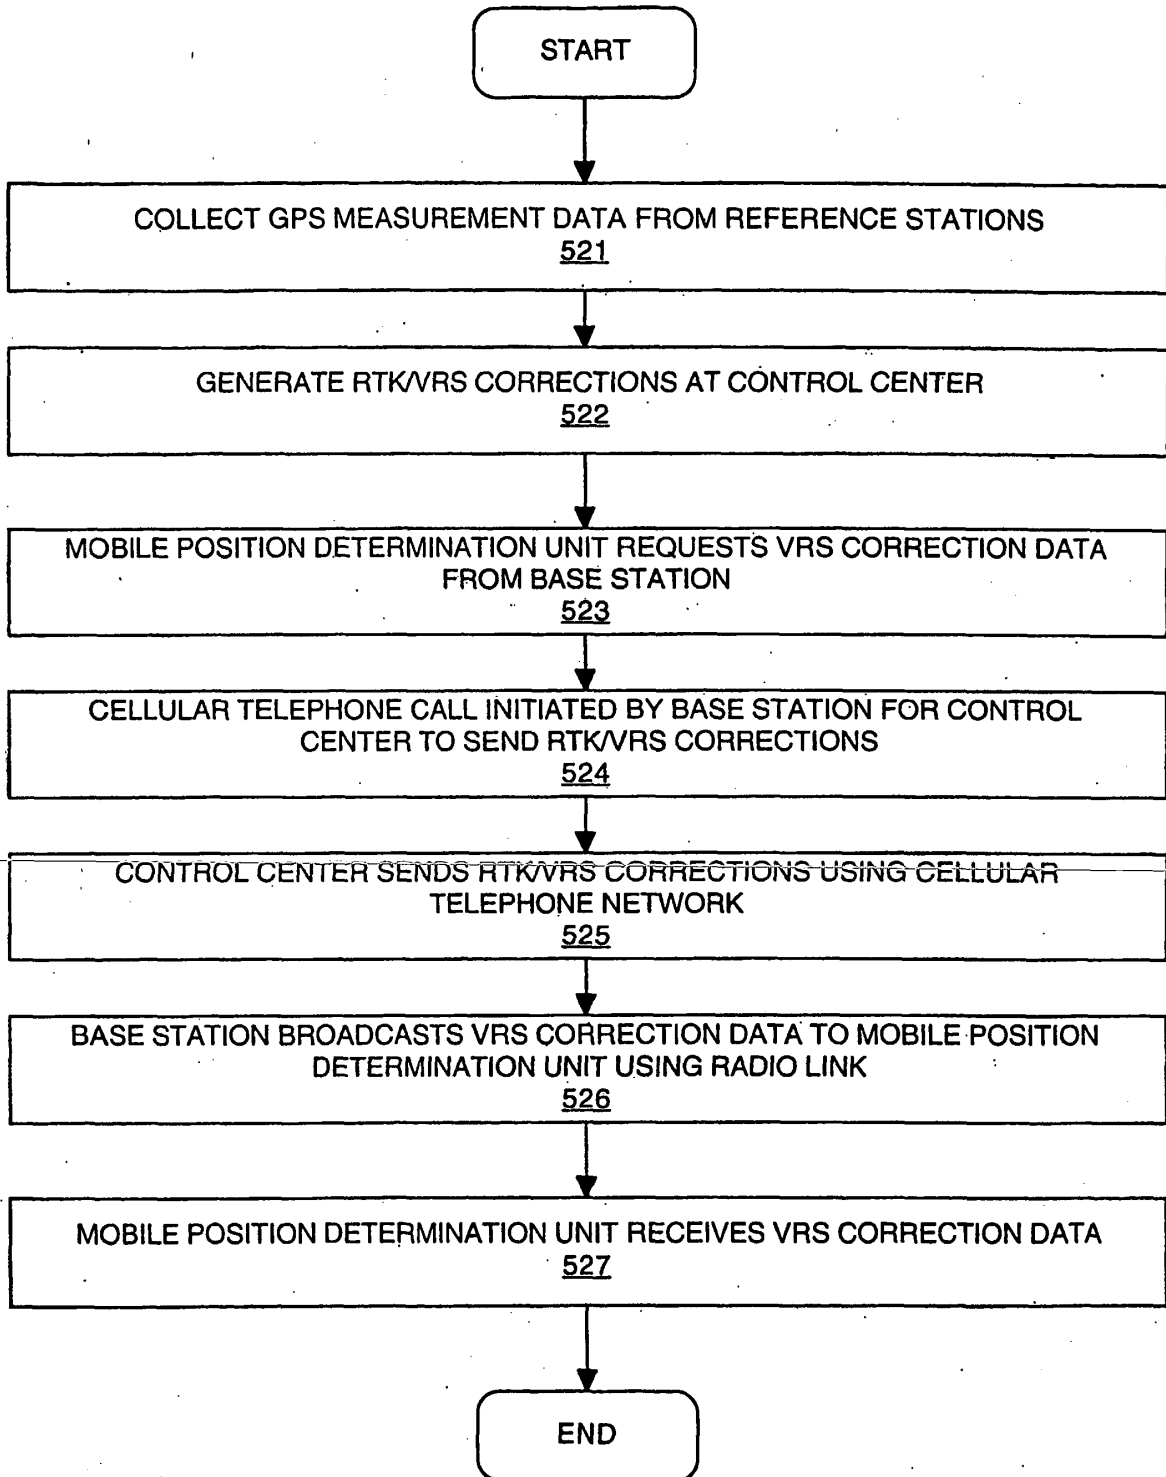 START
COLLECT GPS MEASUREMENT DATA FROM REFERENCE STATIONS
521
GENERATE RTK/VRS CORRECTIONS AT CONTROL CENTER
522
MOBILE POSITION DETERMINATION UNIT REQUESTS VRS CORRECTION DATA
FROM BASE STATION
523
CELLULAR TELEPHONE CALL INITIATED BY BASE STATION FOR CONTROL
CENTER TO SEND RTK/VRS CORRECTIONS
524
CONTROL CENTER SENDS RTK/VRS CORRECTIONS USING CELLULAR
TELEPHONE NETWORK
525
BASE STATION BROADCASTS VRS CORRECTION DATA TO MOBILE POSITION
DETERMINATION UNIT USING RADIO LINK
526
MOBILE POSITION DETERMINATION UNIT RECEIVES VRS CORRECTION DATA
527
END